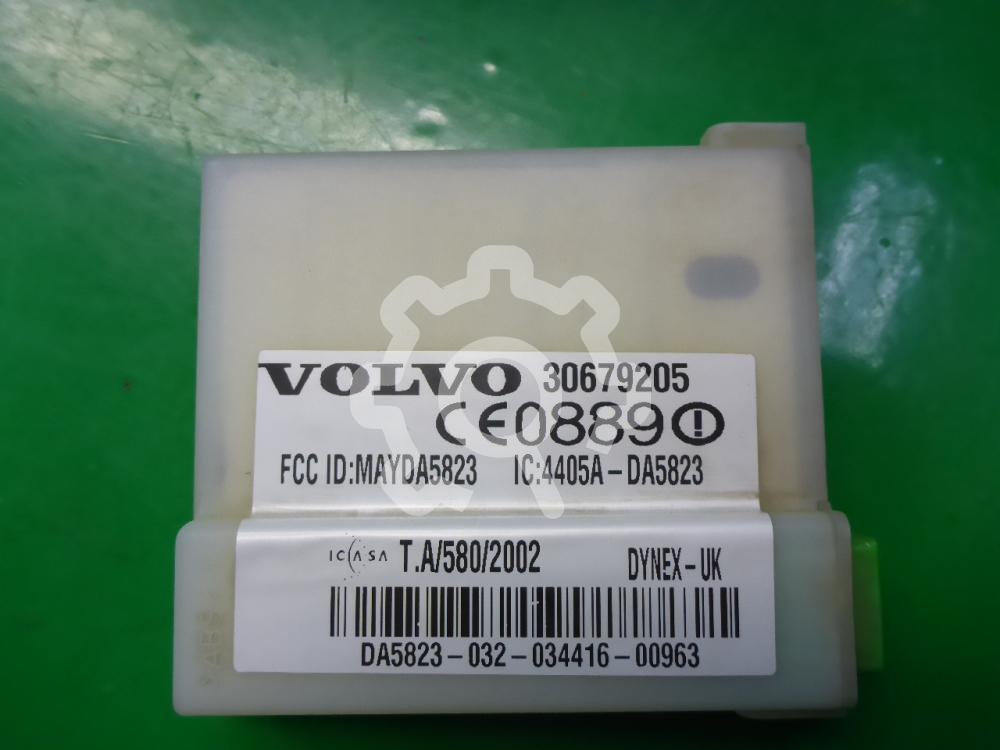 VOLVO 30679205
CE0889
FCC ID:MAYDA5823 IC:4405A-DA5823
ICASA T.A/580/2002 DYNEX-UK
DA5823-032-034416-00963